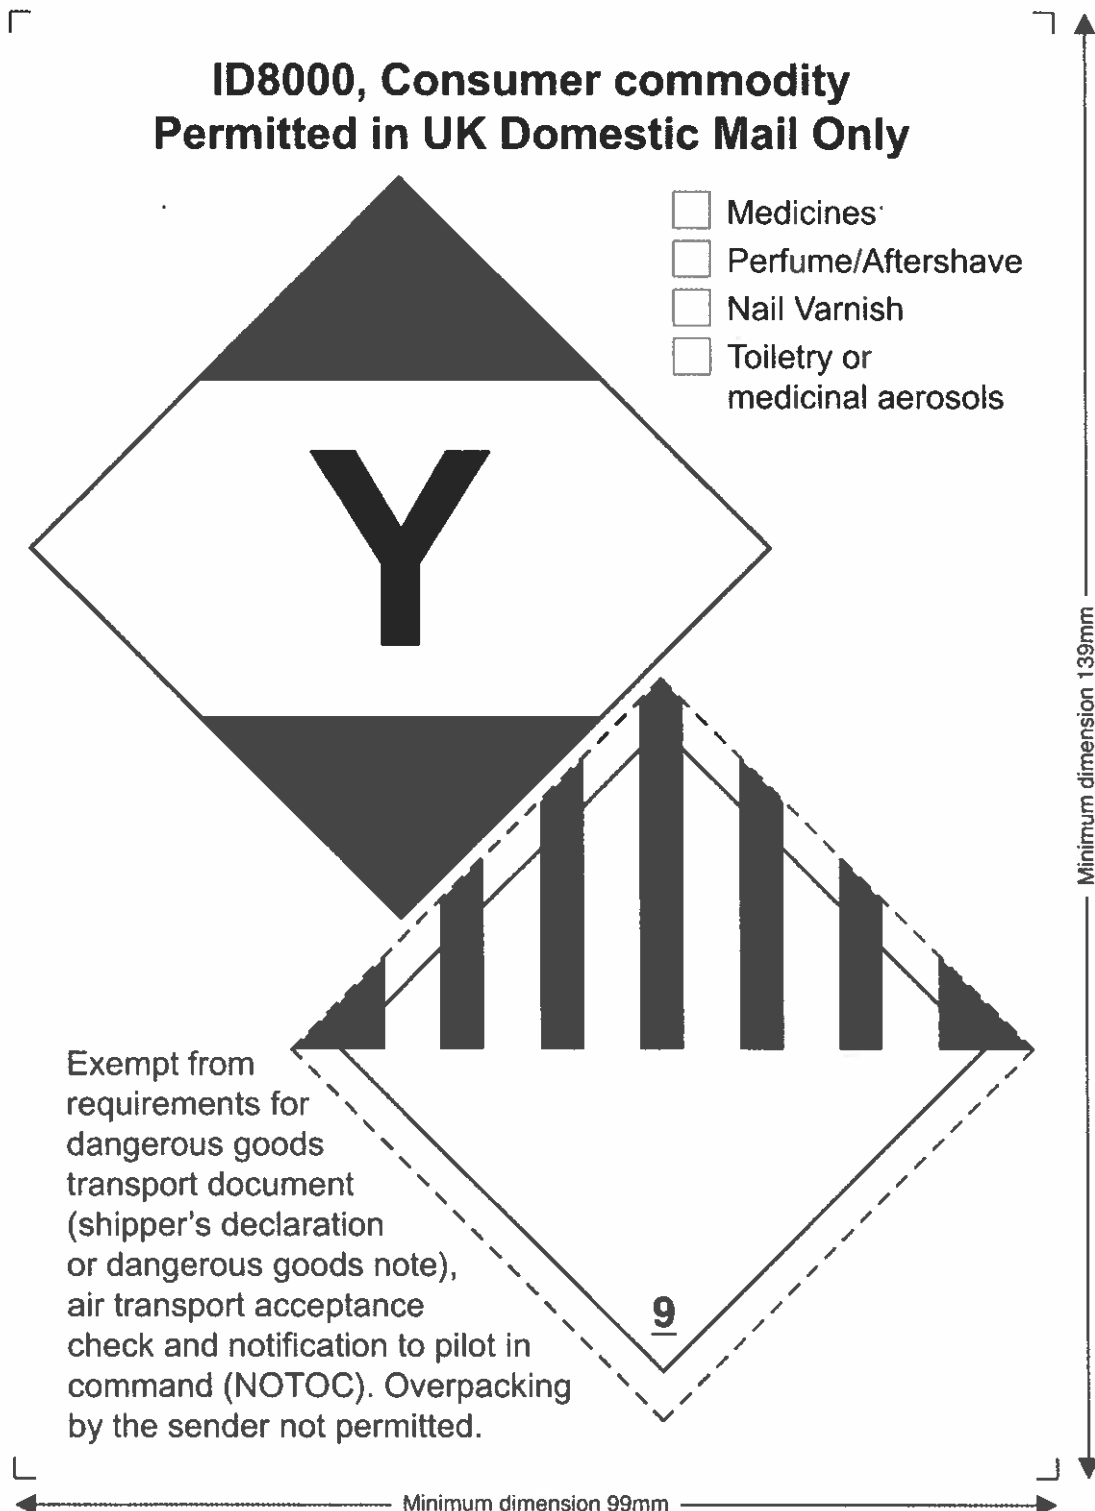 ID8000, Consumer commodity
Permitted in UK Domestic Mail Only
Medicines
Perfume/Aftershave
Nail Varnish
Toiletry or
medicinal aerosols
Y
Minimum dimension 139mm
Exempt from
requirements for
dangerous goods
transport document
(shipper's declaration
or dangerous goods note),
air transport acceptance
check and notification to pilot in
command (NOTOC). Overpacking
by the sender not permitted.
9
Minimum dimension 99mm